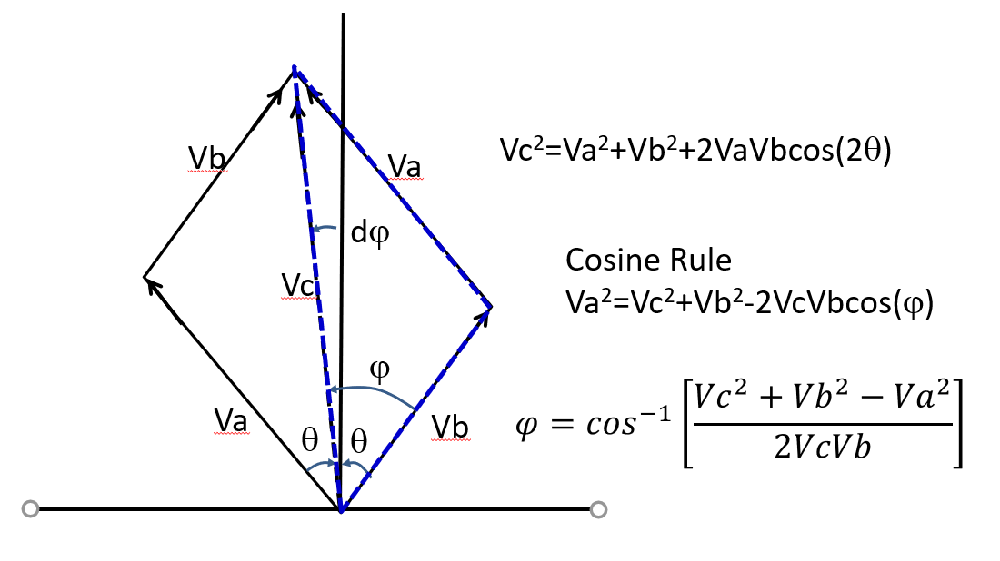 Vb
Va
Vc²=Va²+Vb²+2VaVbcos(2θ)
dφ
Cosine Rule
Va²=Vc²+Vb²-2VcVbcos(φ)
Vc
φ
Va
θ
θ
Vb
φ = cos⁻¹ [Vc² + Vb² − Va² / 2VcVb]